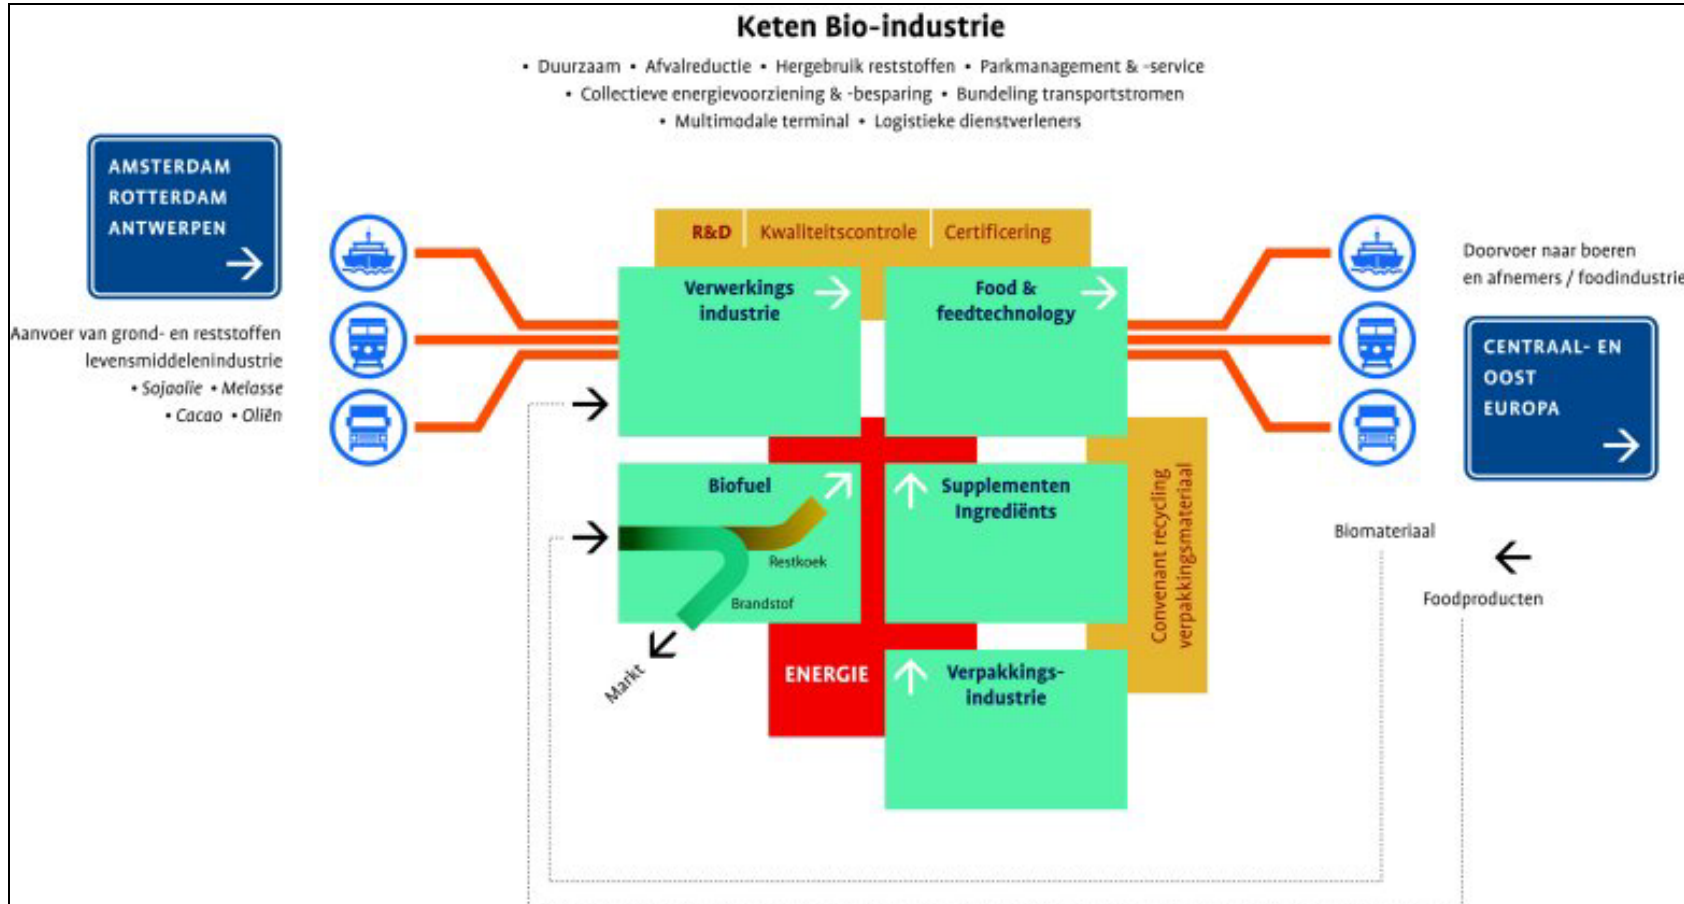 Keten Bio-industrie
• Duurzaam • Afvalreductie • Hergebruik reststoffen • Parkmanagement & -service
• Collectieve energievoorziening & -besparing • Bundeling transportstromen
• Multimodale terminal • Logistieke dienstverleners
AMSTERDAM
ROTTERDAM
ANTWERPEN
Aanvoer van grond- en reststoffen
levensmiddelenindustrie
• Sojaolie • Melasse
• Cacao • Oliën
R&D Kwaliteitscontrole Certificering
Verwerkings
industrie
Food &
feedtechnology
Biofuel
Restkoek
Brandstof
Markt
Supplementen
Ingrediënts
ENERGIE
Verpakkings-
industrie
Convenant recycling
verpakkingsmateriaal
Doorvoer naar boeren
en afnemers / foodindustrie
CENTRAAL- EN
OOST
EUROPA
Biomateriaal
Foodproducten